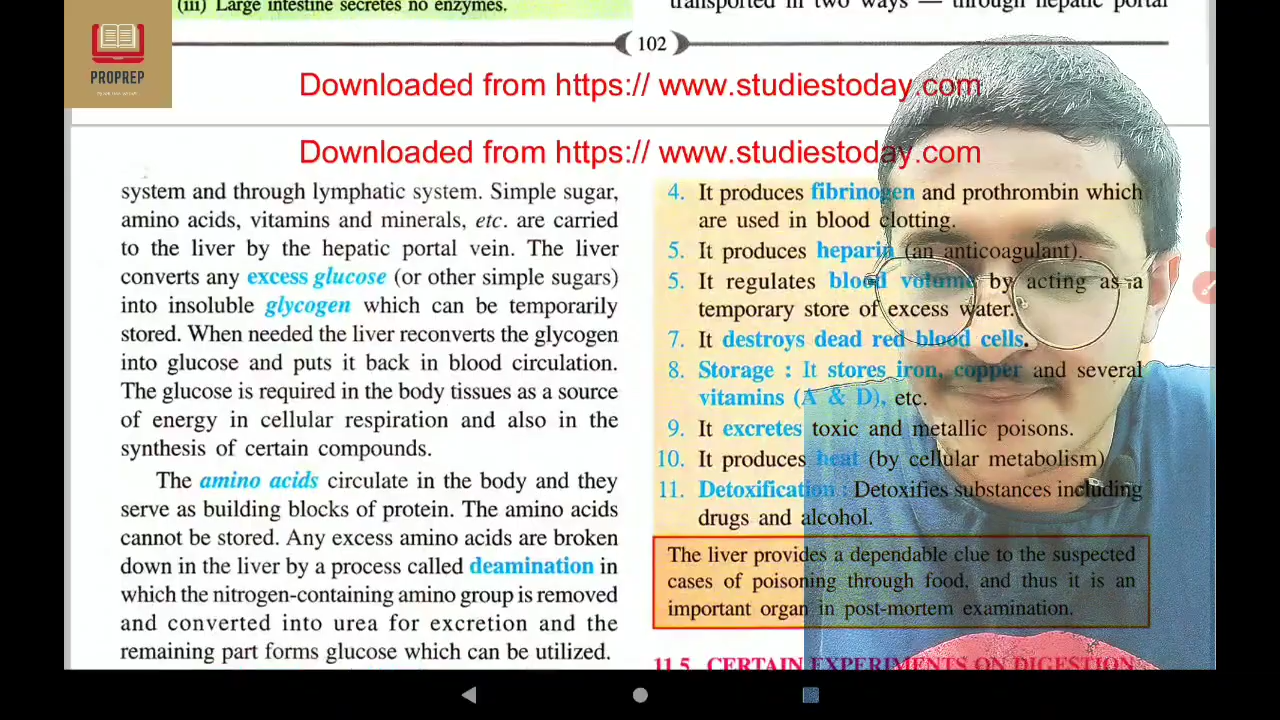 (iii) Large intestine secretes no enzymes.
transported in two ways — through hepatic portal
PROPREP
102
Downloaded from https:// www.studiestoday.com
Downloaded from https:// www.studiestoday.com
system and through lymphatic system. Simple sugar,
amino acids, vitamins and minerals, etc. are carried
to the liver by the hepatic portal vein. The liver
converts any excess glucose (or other simple sugars)
into insoluble glycogen which can be temporarily
stored. When needed the liver reconverts the glycogen
into glucose and puts it back in blood circulation.
The glucose is required in the body tissues as a source
of energy in cellular respiration and also in the
synthesis of certain compounds.
The amino acids circulate in the body and they
serve as building blocks of protein. The amino acids
cannot be stored. Any excess amino acids are broken
down in the liver by a process called deamination in
which the nitrogen-containing amino group is removed
and converted into urea for excretion and the
remaining part forms glucose which can be utilized.
4. It produces fibrinogen and prothrombin which
are used in blood clotting.
5. It produces heparin (an anticoagulant).
5. It regulates blood volume by acting as a
temporary store of excess water.
7. It destroys dead red blood cells.
8. Storage : It stores iron, copper and several
vitamins (A & D), etc.
9. It excretes toxic and metallic poisons.
10. It produces heat (by cellular metabolism)
11. Detoxification : Detoxifies substances including
drugs and alcohol.
The liver provides a dependable clue to the suspected
cases of poisoning through food, and thus it is an
important organ in post-mortem examination.
11.5 CERTAIN EXPERIMENTS ON DIGESTION